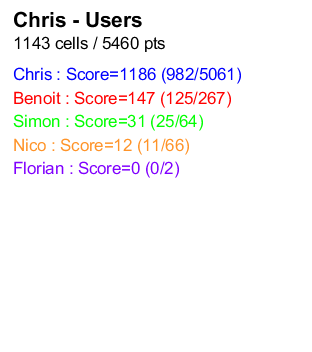 Chris - Users
1143 cells / 5460 pts
Chris : Score=1186 (982/5061)
Benoit : Score=147 (125/267)
Simon : Score=31 (25/64)
Nico : Score=12 (11/66)
Florian : Score=0 (0/2)